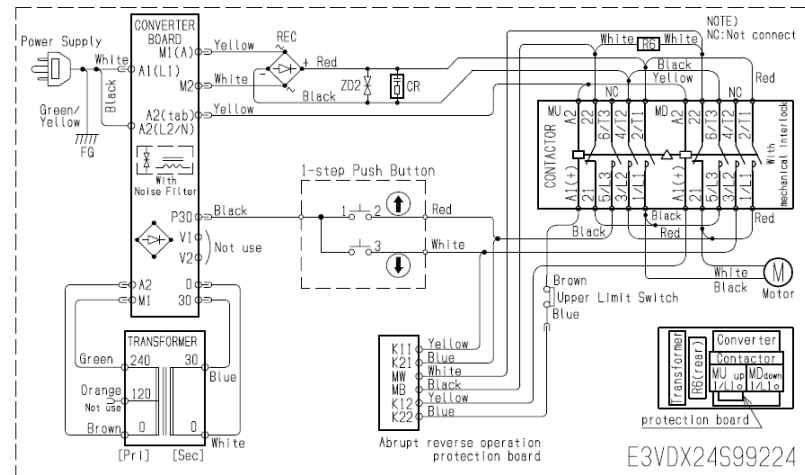 NOTE)
NC:Not connect
CONVERTER
BOARD
Power Supply
White
Black
Green/
Yellow
FG
M1(A)
A1(L1)
M2
A2(tab)
A2(L2/N)
With
Noise Filter
P30
V1
V2
Not use
A2
M1
0
30
Yellow
White
Yellow
REC
+
Red
-
Black
ZD2
CR
White
R6
White
Black
Yellow
Red
NC
NC
CONTACTOR
MU
A2
22
6/T3
4/T2
2/T1
MD
A2
22
6/T3
4/T2
2/T1
A1(+)
21
5/L3
3/L2
1/L1
A1(+)
21
5/L3
3/L2
1/L1
With
mechanical interlock
1-step Push Button
Black
1
2
3
Red
White
Black
Red
Black
Red
White
Black
M
Motor
Brown
Upper Limit Switch
Blue
TRANSFORMER
Green
240
30
Blue
Orange
Not use
120
Brown
0
0
White
[Pri]
[Sec]
K11
Yellow
K21
Blue
MW
White
MB
Black
K12
Yellow
K22
Blue
Abrupt reverse operation
protection board
Transformer
R6(rear)
Converter
Contactor
MU up
MD down
1/L1
1/L1
protection board
E3VDX24S99224